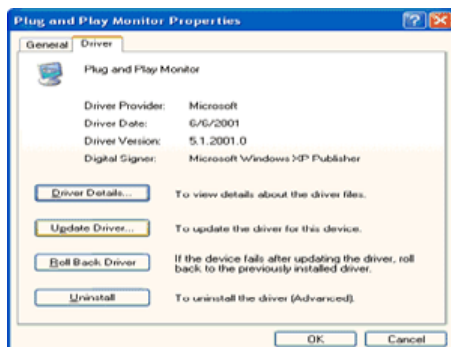 Plug and Play Monitor Properties
General Driver
Plug and Play Monitor
Driver Provider: Microsoft
Driver Date: 6/6/2001
Driver Version: 5.1.2001.0
Digital Signer: Microsoft Windows XP Publisher
Driver Details... To view details about the driver files.
Update Driver... To update the driver for this device.
Roll Back Driver If the device fails after updating the driver, roll
back to the previously installed driver.
Uninstall To uninstall the driver (Advanced).
OK Cancel